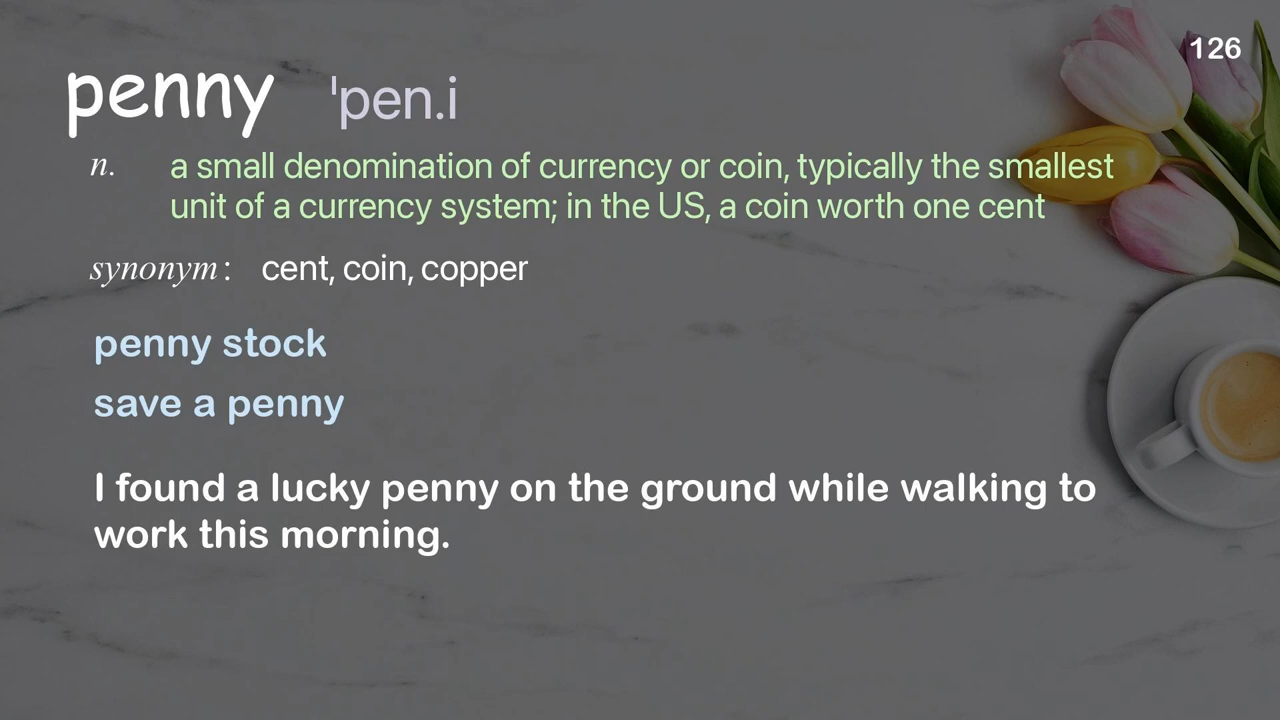 126
penny ˈpen.i
n. a small denomination of currency or coin, typically the smallest
unit of a currency system; in the US, a coin worth one cent
synonym: cent, coin, copper
penny stock
save a penny
I found a lucky penny on the ground while walking to
work this morning.